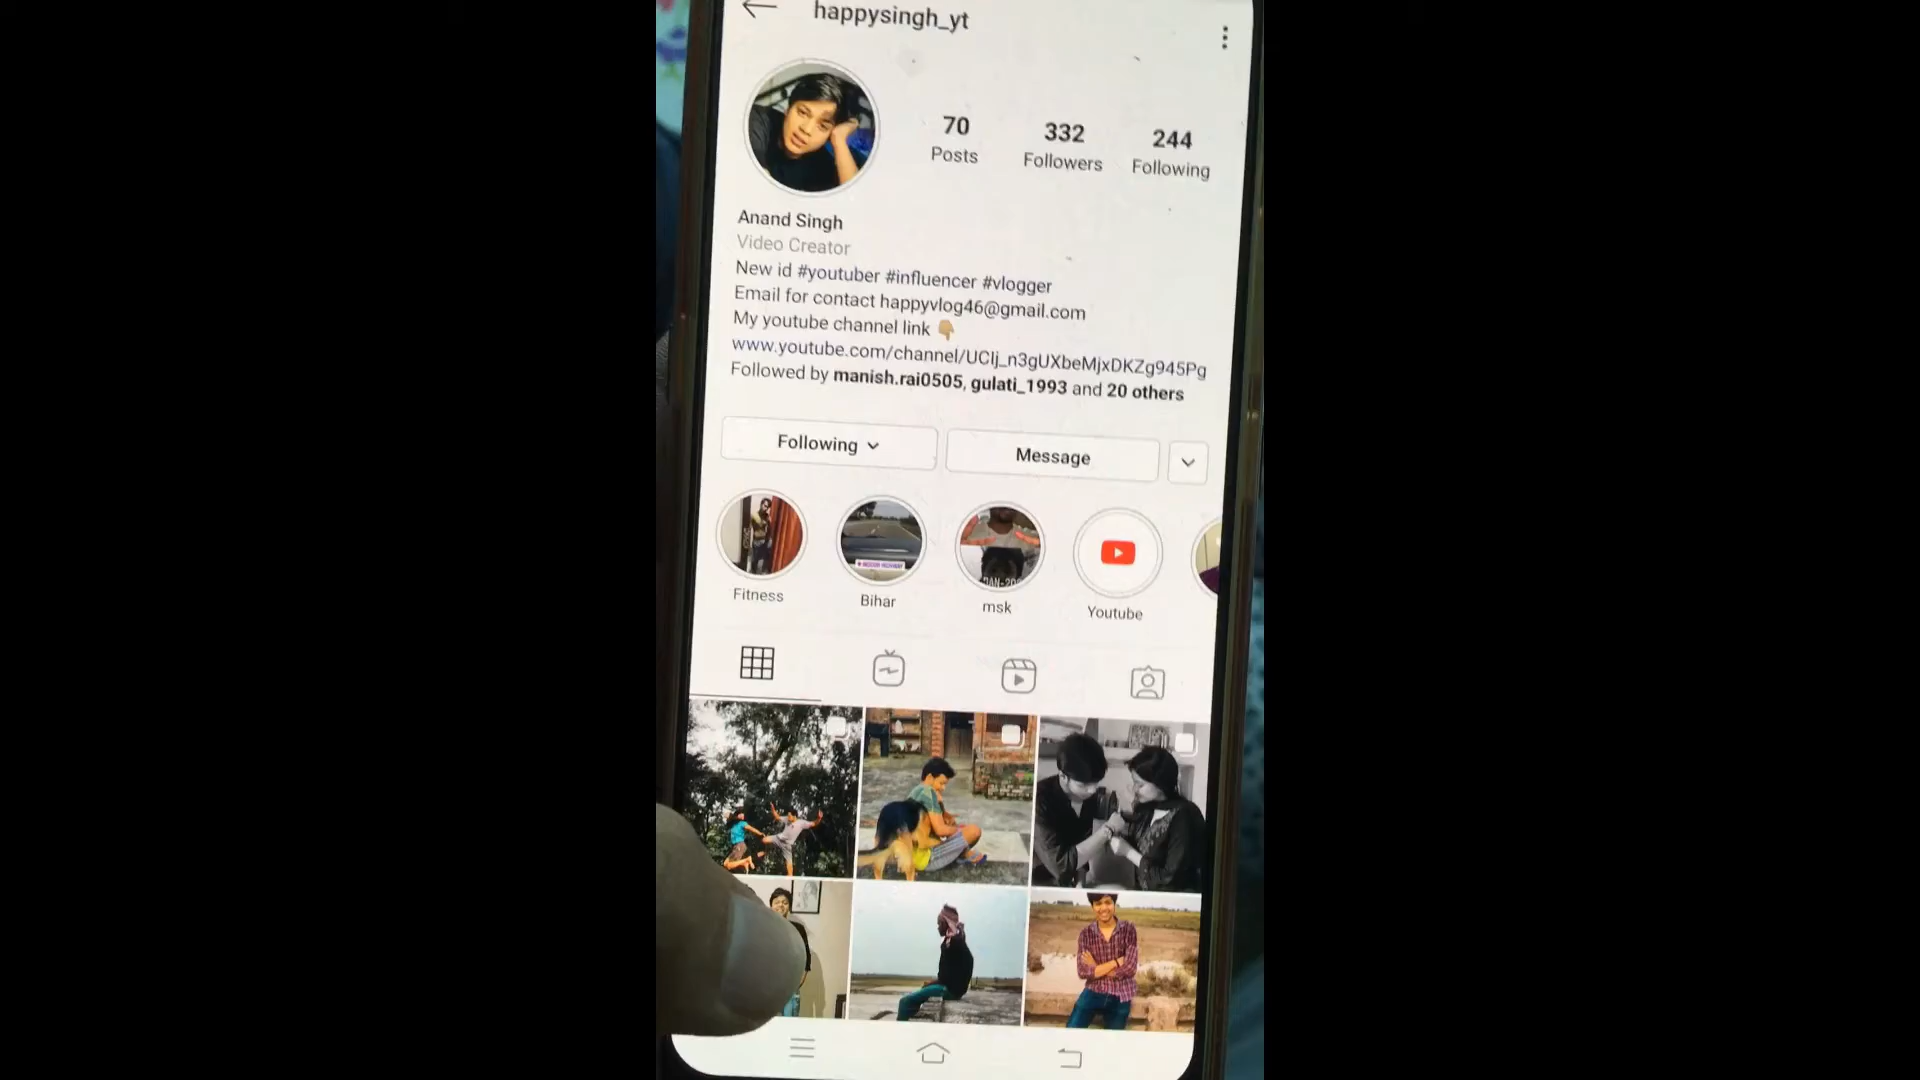 happysingh_yt
70
Posts
332
Followers
244
Following
Anand Singh
Video Creator
New id #youtuber #influencer #vlogger
Email for contact happyvlog46@gmail.com
My youtube channel link 👇🏼
www.youtube.com/channel/UCIj_n3gUXbeMjxDKZg945Pg
Followed by manish.rai0505, gulati_1993 and 20 others
Following
Message
Fitness
Bihar
msk
Youtube